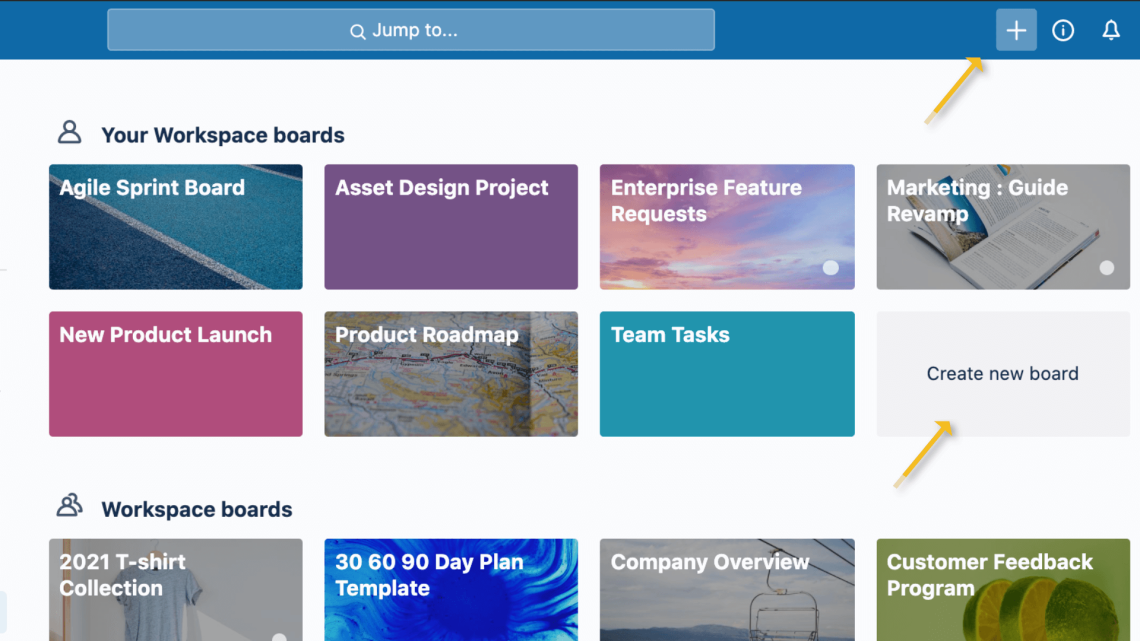 Jump to...
Your Workspace boards
Agile Sprint Board
Asset Design Project
Enterprise Feature
Requests
Marketing : Guide
Revamp
New Product Launch
Product Roadmap
Team Tasks
Create new board
Workspace boards
2021 T-shirt
Collection
30 60 90 Day Plan
Template
Company Overview
Customer Feedback
Program